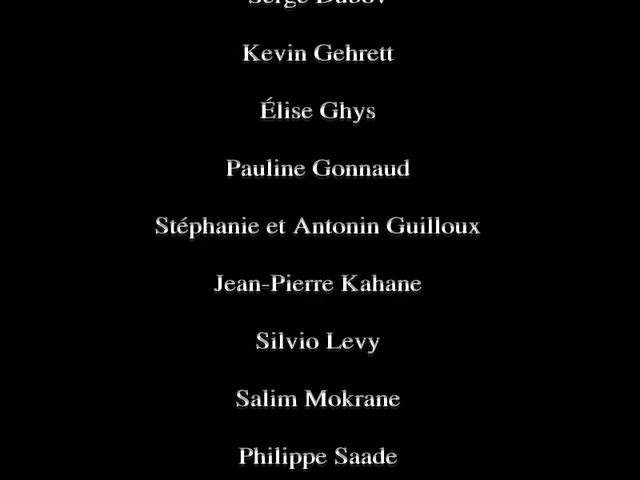 Serge Dubov
Kevin Gehrett
Élise Ghys
Pauline Gonnaud
Stéphanie et Antonin Guilloux
Jean-Pierre Kahane
Silvio Levy
Salim Mokrane
Philippe Saade